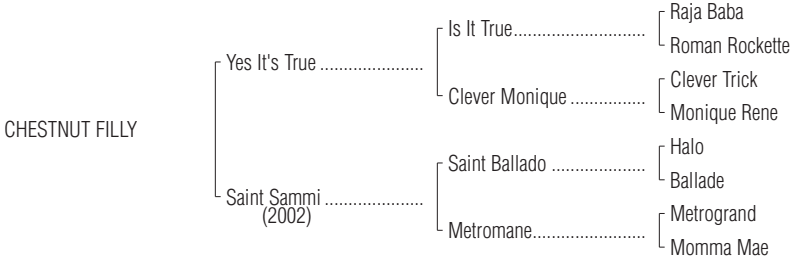 Raja Baba
Is It True..............................
Roman Rockette
Yes It's True ......................
Clever Trick
Clever Monique ................
Monique Rene
CHESTNUT FILLY
Halo
Saint Ballado ....................
Ballade
Saint Sammi .....................
(2002)
Metrogrand
Metromane........................
Momma Mae